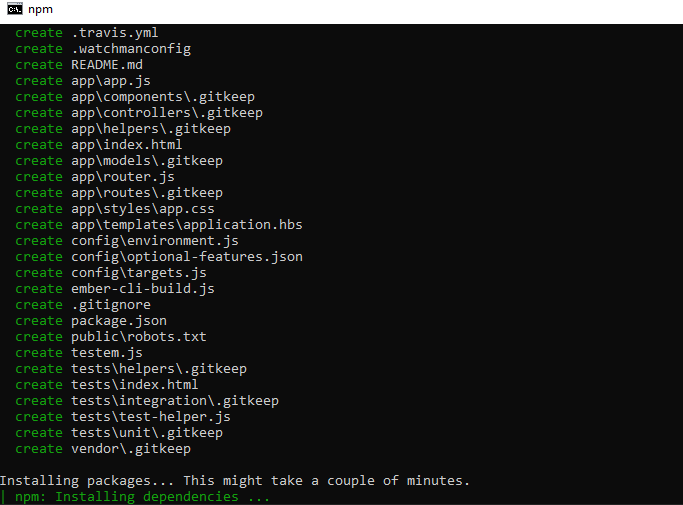 npm
create .travis.yml
create .watchmanconfig
create README.md
create app\app.js
create app\components\.gitkeep
create app\controllers\.gitkeep
create app\helpers\.gitkeep
create app\index.html
create app\models\.gitkeep
create app\router.js
create app\routes\.gitkeep
create app\styles\app.css
create app\templates\application.hbs
create config\environment.js
create config\optional-features.json
create config\targets.js
create ember-cli-build.js
create .gitignore
create package.json
create public\robots.txt
create testem.js
create tests\helpers\.gitkeep
create tests\index.html
create tests\integration\.gitkeep
create tests\test-helper.js
create tests\unit\.gitkeep
create vendor\.gitkeep
Installing packages... This might take a couple of minutes.
| npm: Installing dependencies ...